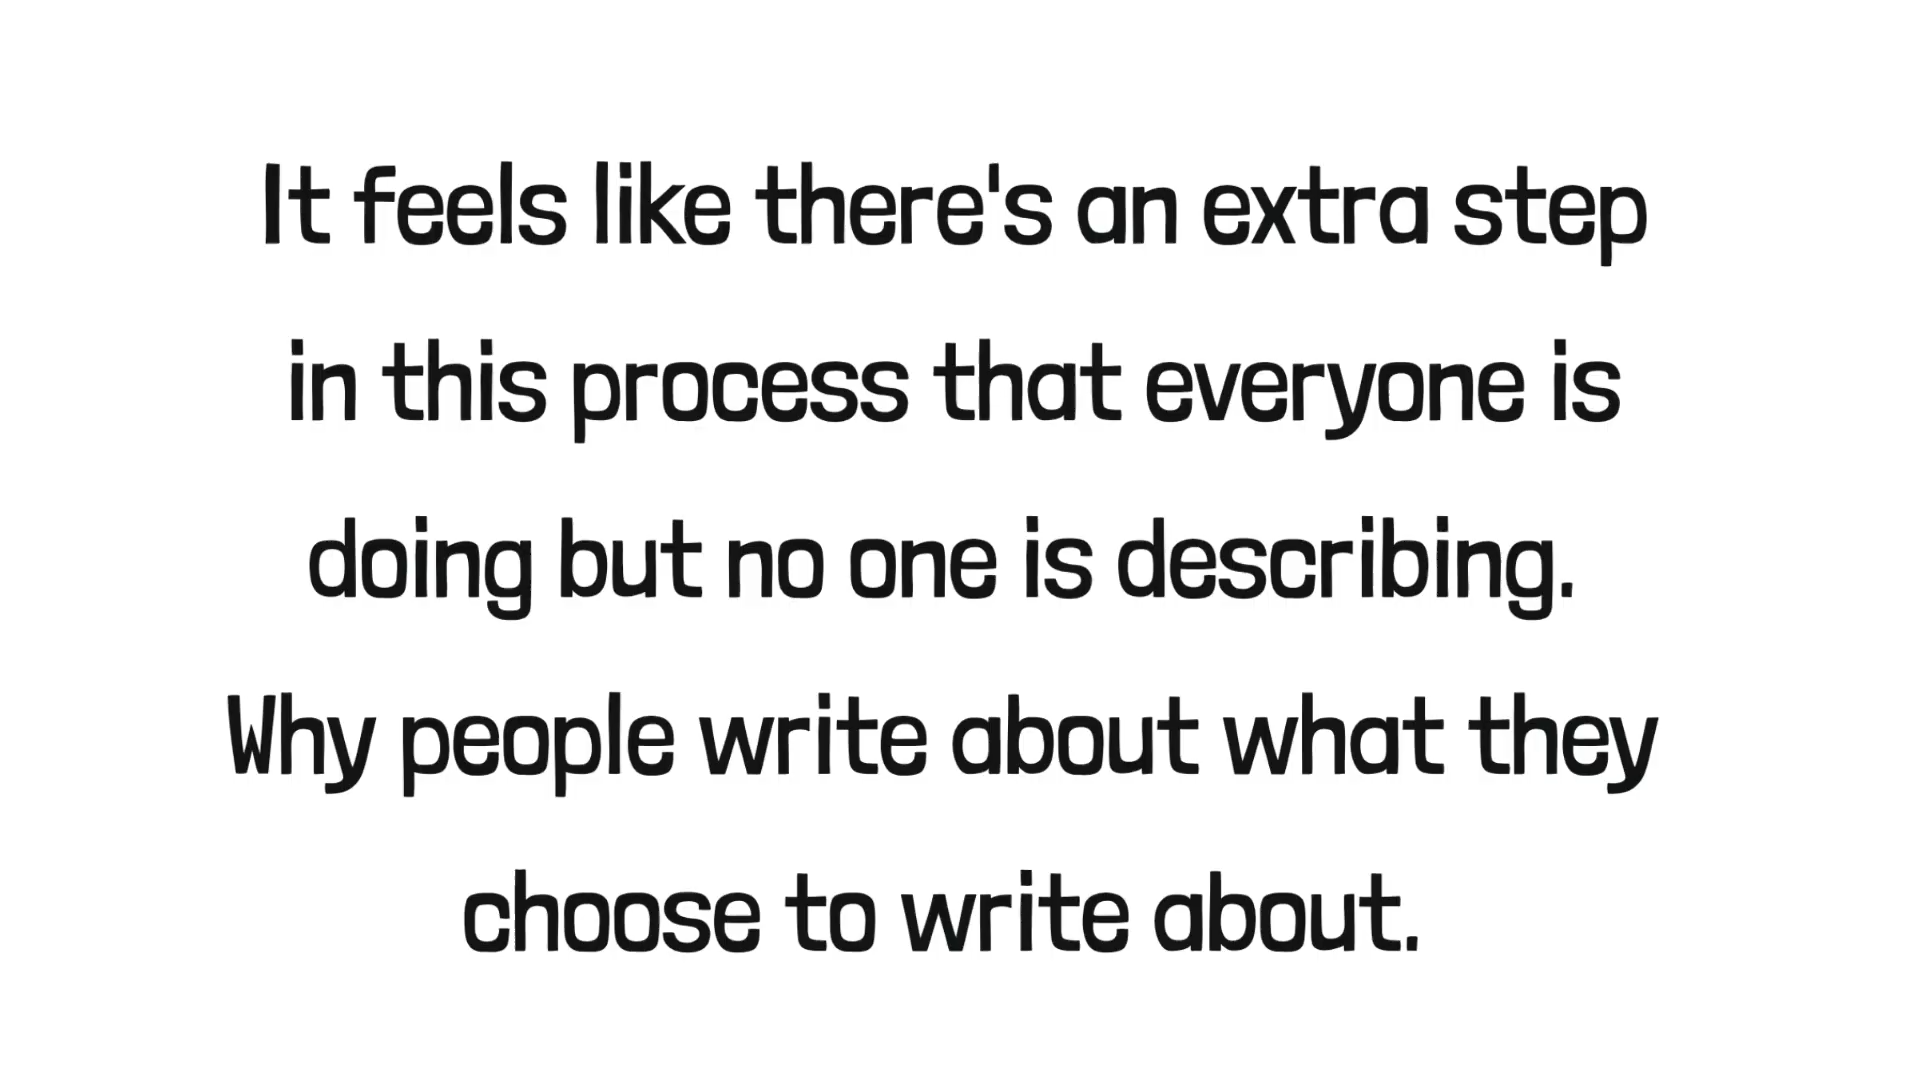 It feels like there's an extra step
in this process that everyone is
doing but no one is describing.
Why people write about what they
choose to write about.